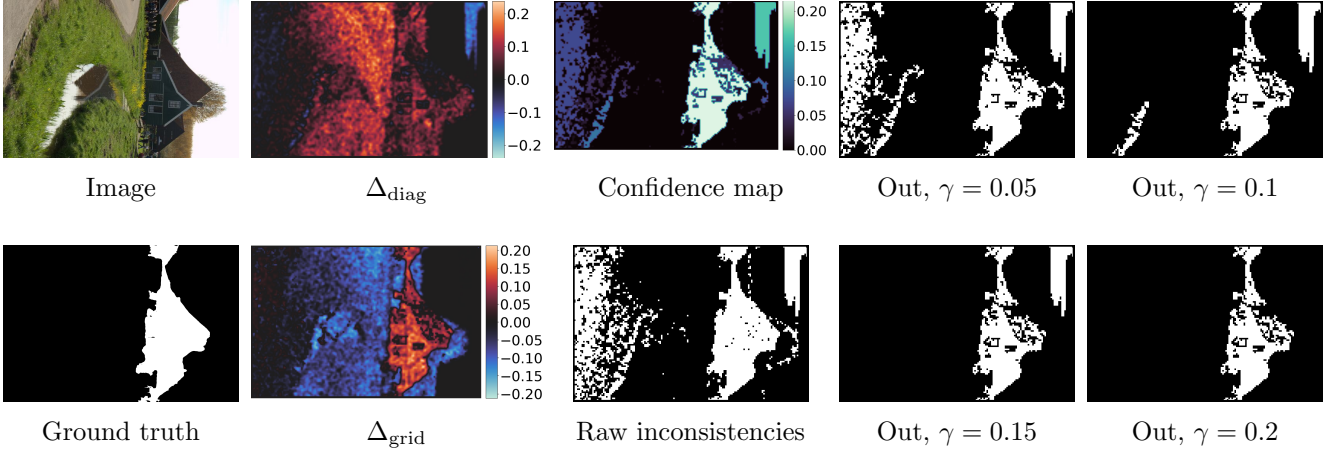 0.2
0.1
0.0
−0.1
−0.2
0.20
0.15
0.10
0.05
0.00
Image
Δdiag
Confidence map
Out, γ = 0.05
Out, γ = 0.1
0.20
0.15
0.10
0.05
0.00
−0.05
−0.10
−0.15
−0.20
Ground truth
Δgrid
Raw inconsistencies
Out, γ = 0.15
Out, γ = 0.2